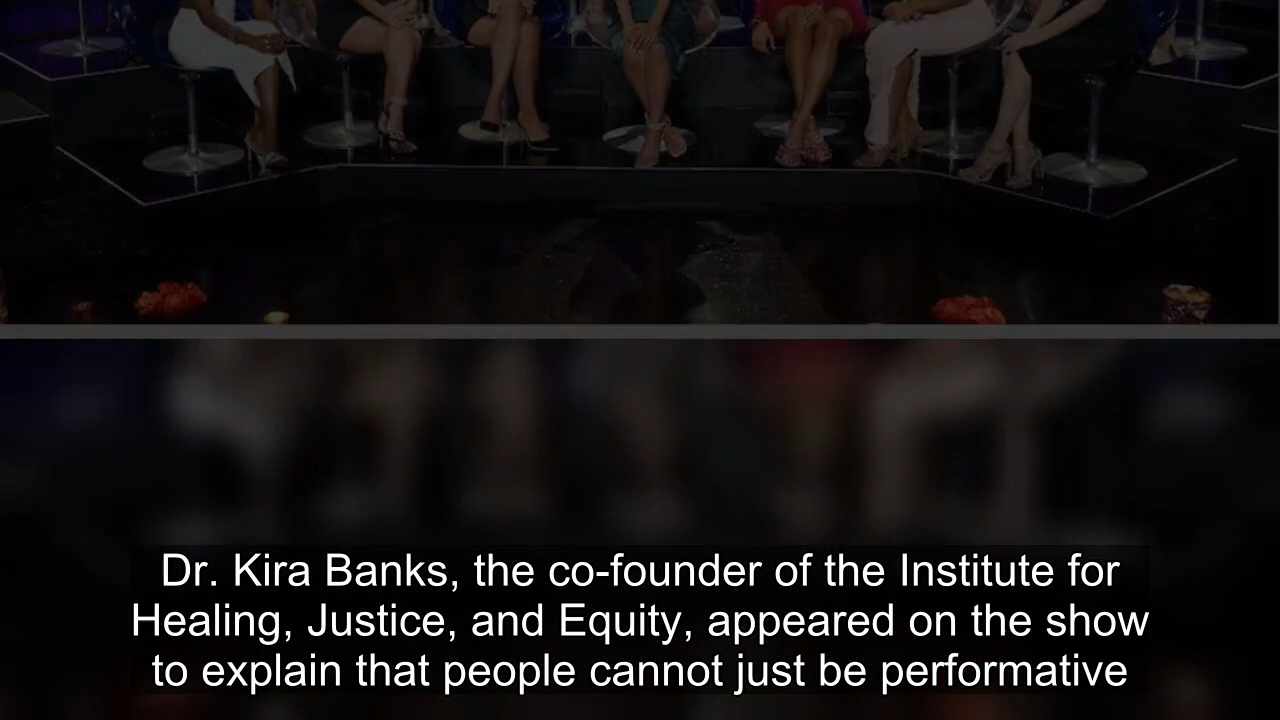 Dr. Kira Banks, the co-founder of the Institute for
Healing, Justice, and Equity, appeared on the show
to explain that people cannot just be performative